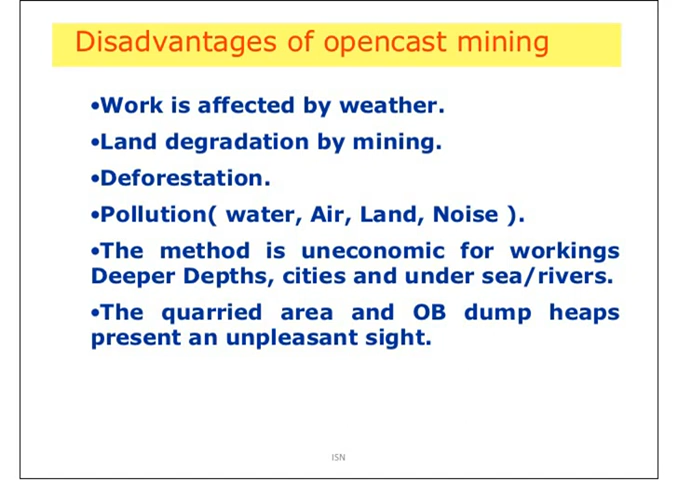 Disadvantages of opencast mining
•Work is affected by weather.
•Land degradation by mining.
•Deforestation.
•Pollution( water, Air, Land, Noise ).
•The method is uneconomic for workings
Deeper Depths, cities and under sea/rivers.
•The quarried area and OB dump heaps
present an unpleasant sight.
ISN